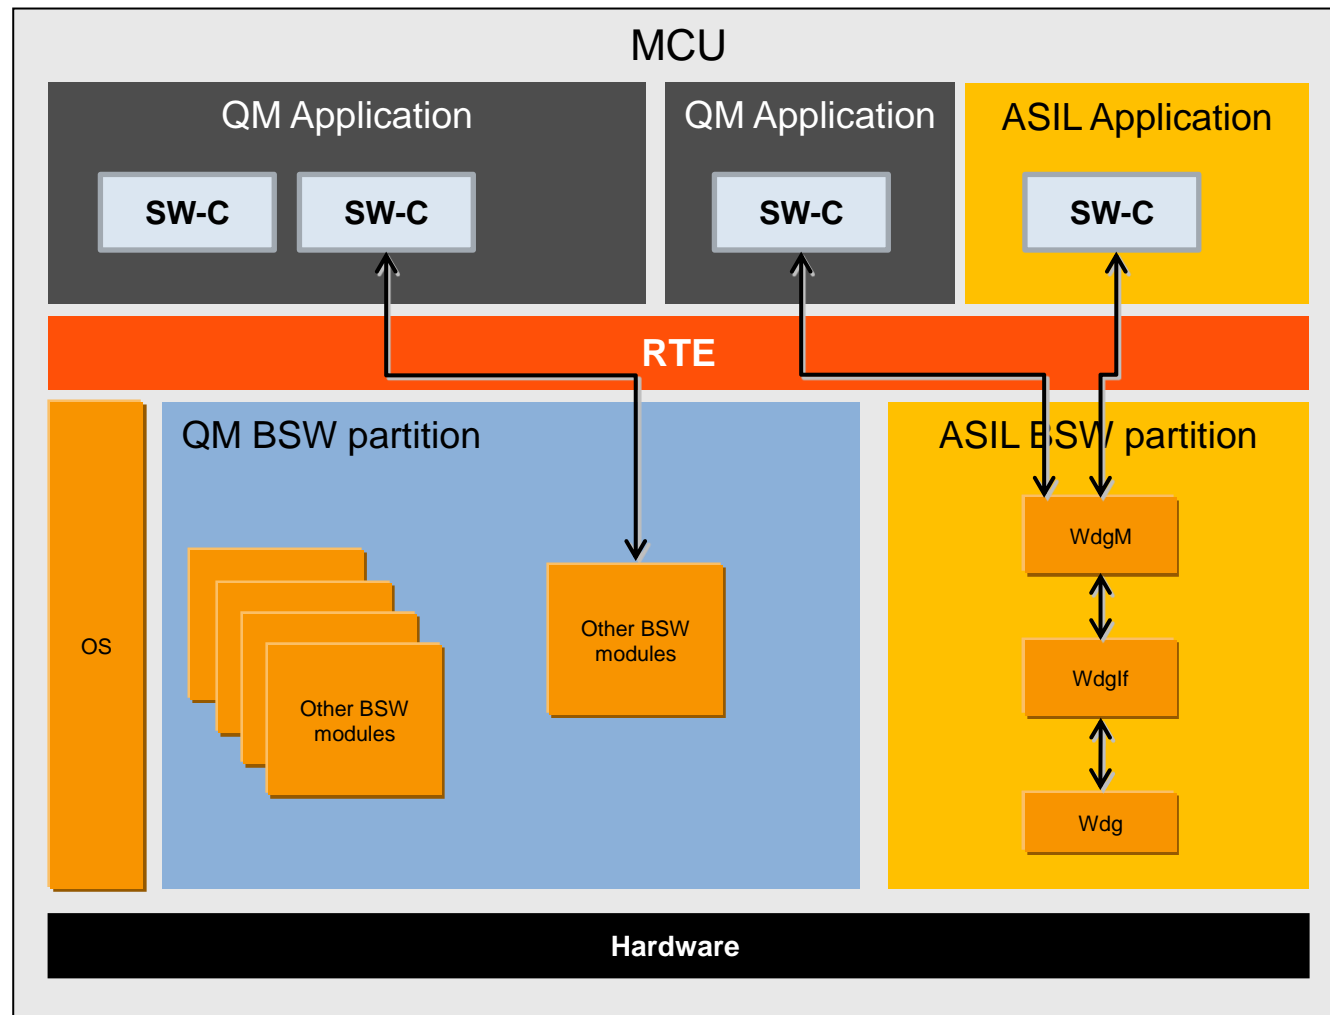 MCU
QM Application
QM Application
ASIL Application
SW-C
SW-C
SW-C
SW-C
RTE
QM BSW partition
ASIL BSW partition
OS
Other BSW
modules
Other BSW
modules
WdgM
WdgIf
Wdg
Hardware